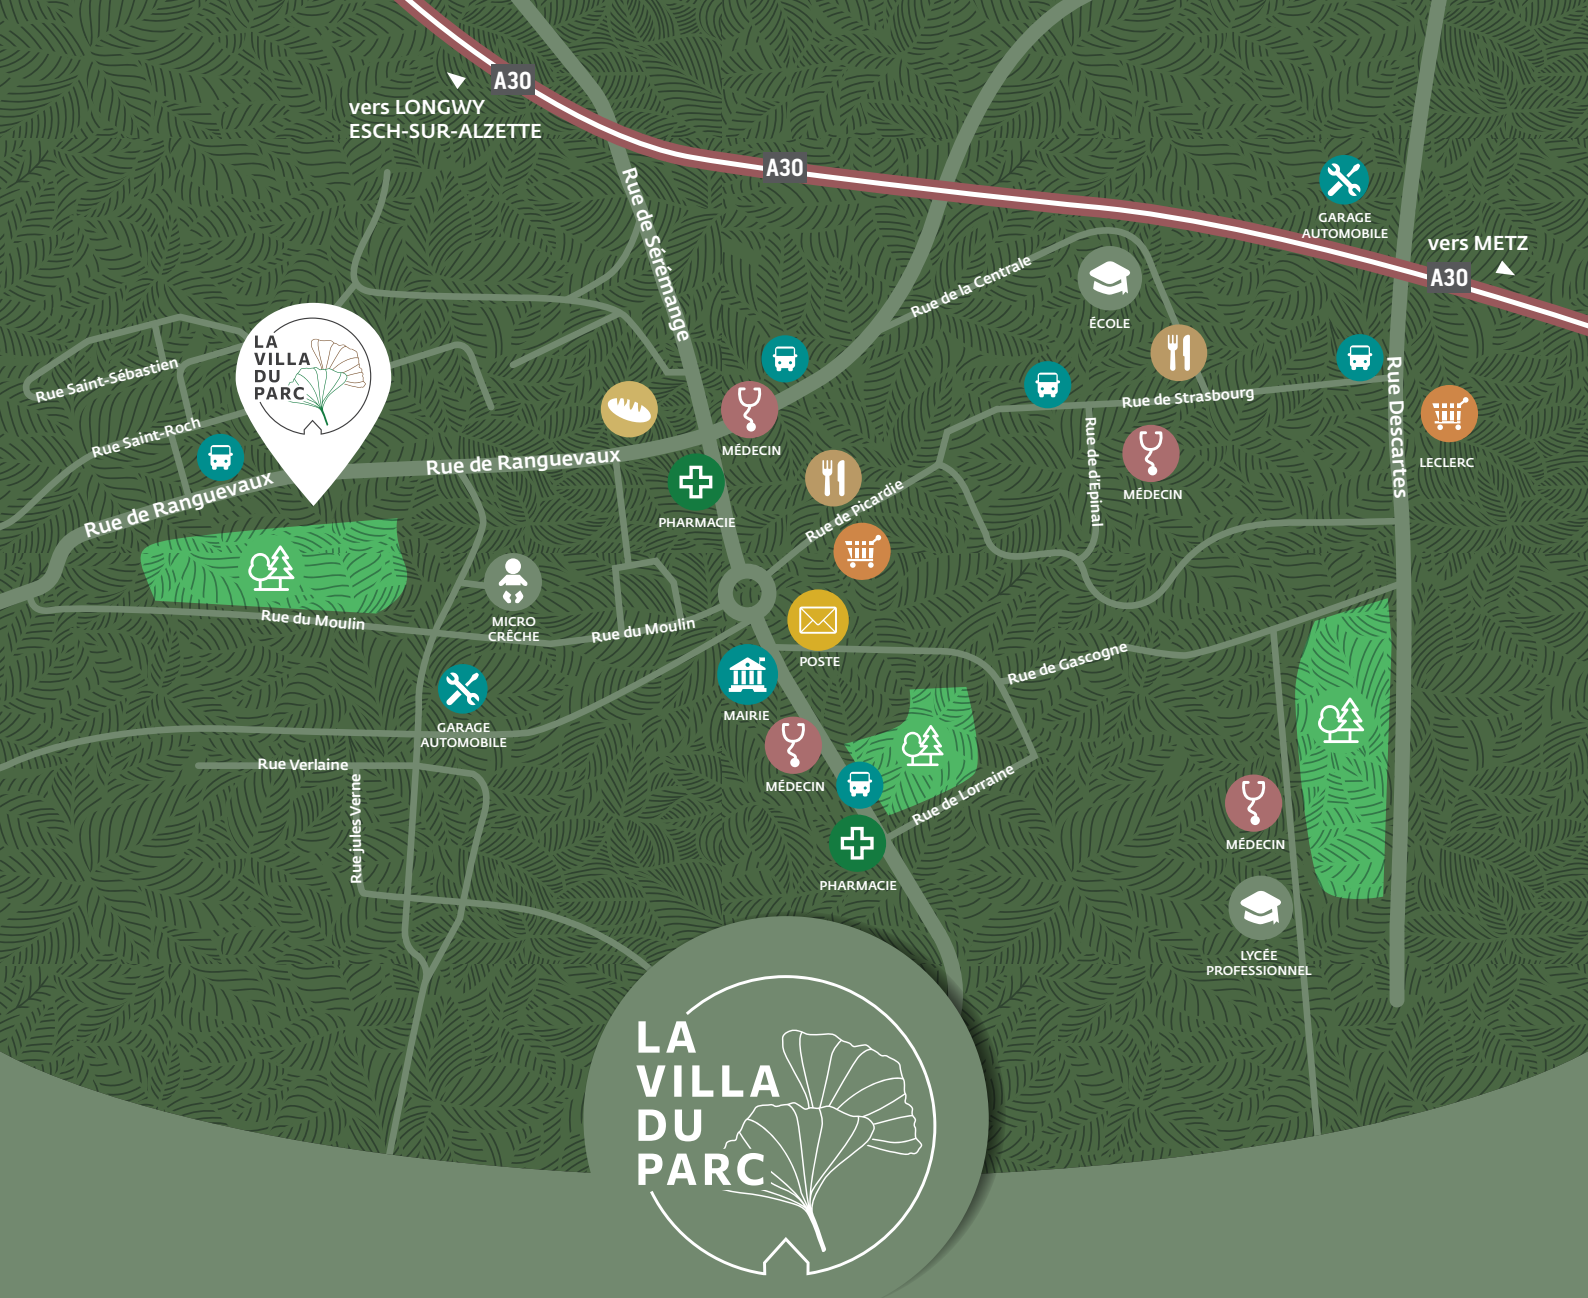 A30
vers LONGWY
ESCH-SUR-ALZETTE
A30
Rue de Sérémange
GARAGE
AUTOMOBILE
vers METZ
A30
Rue de la Centrale
ÉCOLE
LA
VILLA
DU
PARC
Rue Saint-Sébastien
Rue Saint-Roch
Rue de Ranguevaux
Rue de Ranguevaux
MÉDECIN
PHARMACIE
Rue de Picardie
Rue de Strasbourg
Rue de d'Epinal
MÉDECIN
Rue Descartes
LECLERC
Rue du Moulin
MICRO
CRÊCHE
Rue du Moulin
POSTE
Rue de Gascogne
MAIRIE
GARAGE
AUTOMOBILE
Rue Verlaine
Rue jules Verne
MÉDECIN
Rue de Lorraine
PHARMACIE
MÉDECIN
LYCÉE
PROFESSIONNEL
LA
VILLA
DU
PARC